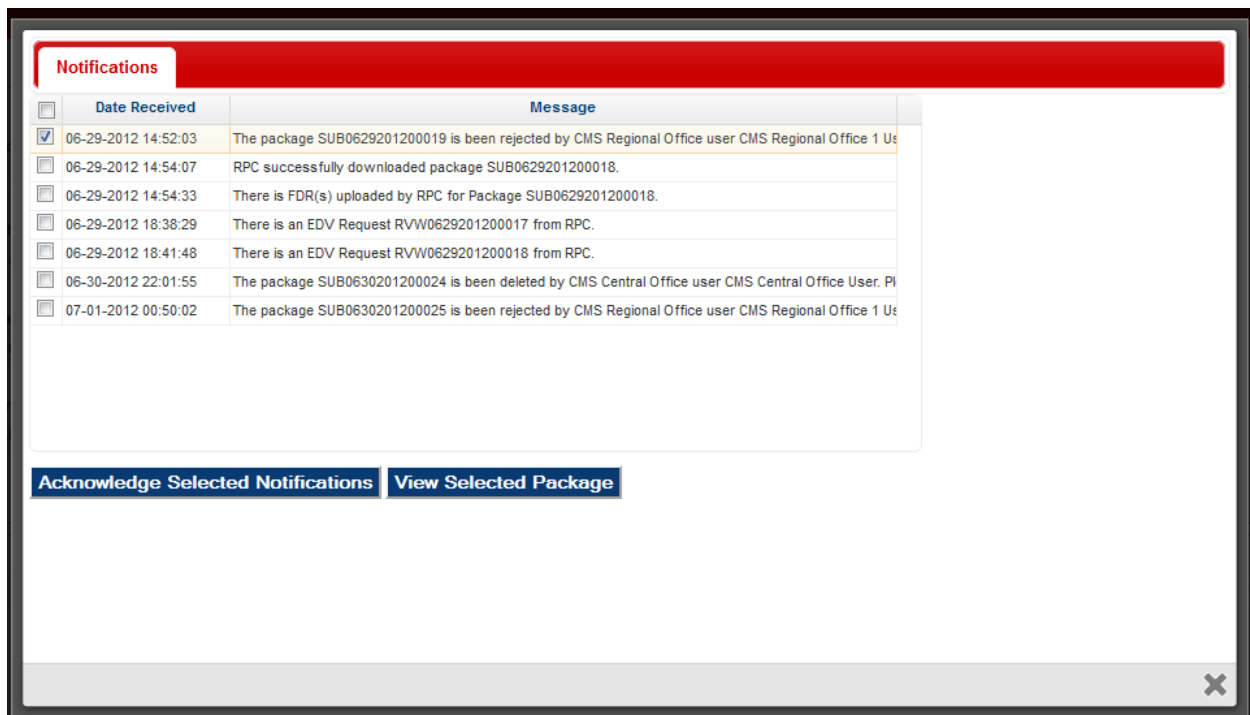 Notifications
Date Received Message
06-29-2012 14:52:03 The package SUB0629201200019 is been rejected by CMS Regional Office user CMS Regional Office 1
06-29-2012 14:54:07 RPC successfully downloaded package SUB0629201200018.
06-29-2012 14:54:33 There is FDR(s) uploaded by RPC for Package SUB0629201200018.
06-29-2012 18:38:29 There is an EDV Request RVW0629201200017 from RPC.
06-29-2012 18:41:48 There is an EDV Request RVW0629201200018 from RPC.
06-30-2012 22:01:55 The package SUB0630201200024 is been deleted by CMS Central Office user CMS Central Office User.
07-01-2012 00:50:02 The package SUB0630201200025 is been rejected by CMS Regional Office user CMS Regional Office 1
Acknowledge Selected Notifications View Selected Package